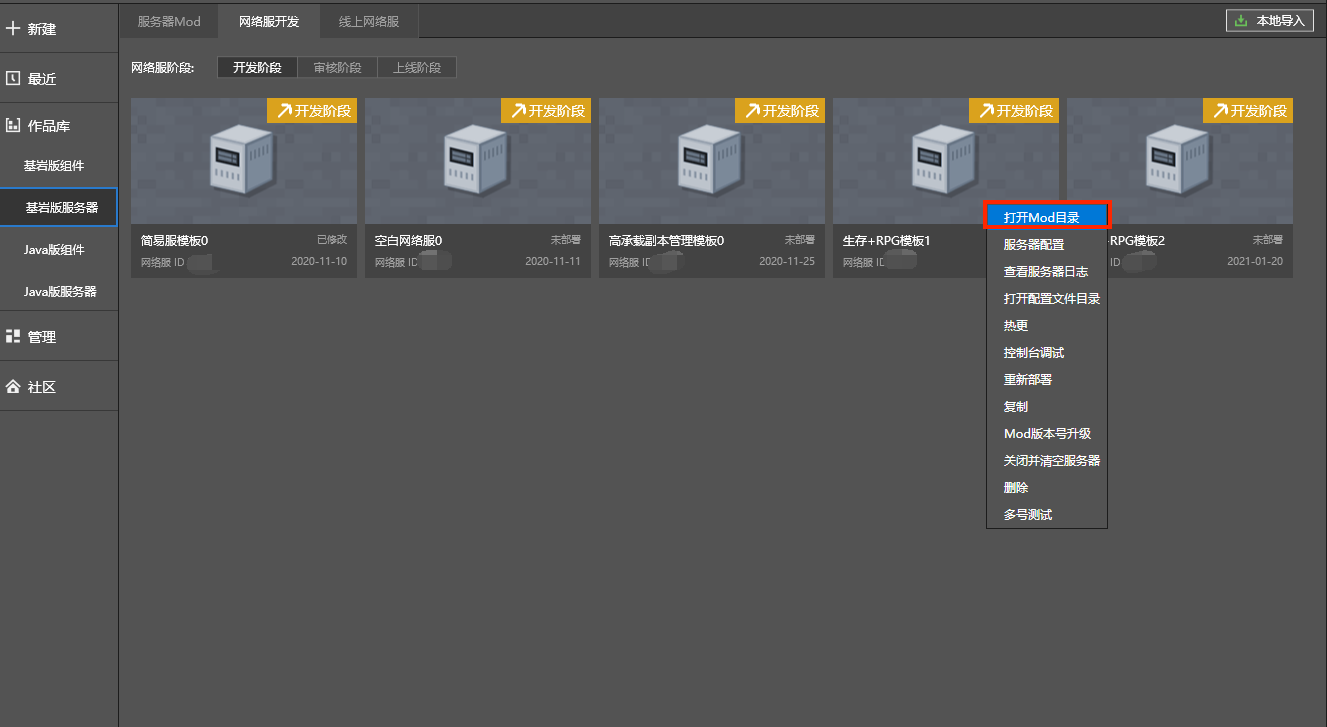 新建
最近
作品库
基岩版组件
基岩版服务器
Java版组件
Java版服务器
管理
社区
服务器Mod 网络服开发 线上网络服 本地导入
网络服阶段: 开发阶段 审核阶段 上线阶段
开发阶段 开发阶段 开发阶段 开发阶段 开发阶段
简易服模板0 已修改
网络服 ID 2020-11-10
空白网络服0 未部署
网络服 ID 2020-11-11
高承载副本管理模板0 未部署
网络服 ID 2020-11-25
生存+RPG模板1
网络服 ID
-RPG模板2 未部署
ID 2021-01-20
打开Mod目录
服务器配置
查看服务器日志
打开配置文件目录
热更
控制台调试
重新部署
复制
Mod版本号升级
关闭并清空服务器
删除
多号测试